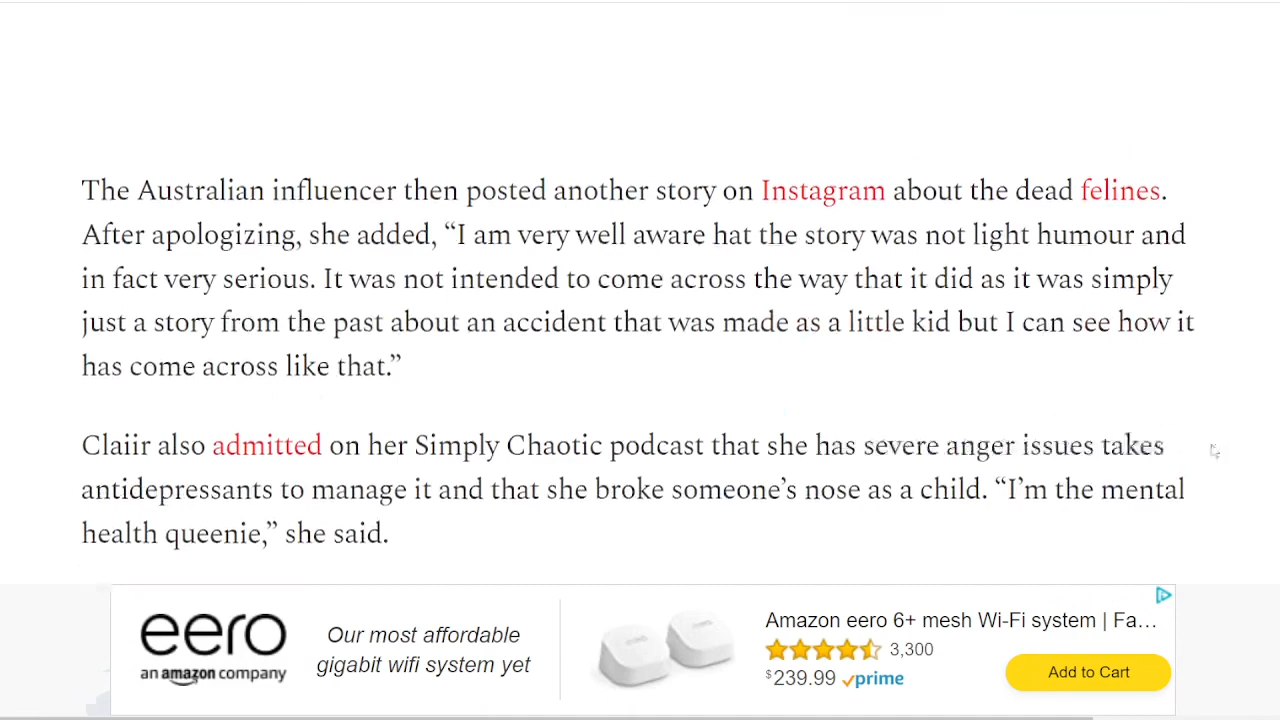 The Australian influencer then posted another story on Instagram about the dead felines.
After apologizing, she added, “I am very well aware hat the story was not light humour and
in fact very serious. It was not intended to come across the way that it did as it was simply
just a story from the past about an accident that was made as a little kid but I can see how it
has come across like that.”
Claiir also admitted on her Simply Chaotic podcast that she has severe anger issues takes
antidepressants to manage it and that she broke someone’s nose as a child. “I’m the mental
health queenie,” she said.
eero
an amazon company
Our most affordable
gigabit wifi system yet
Amazon eero 6+ mesh Wi-Fi system | Fa…
3,300
$239.99 prime
Add to Cart